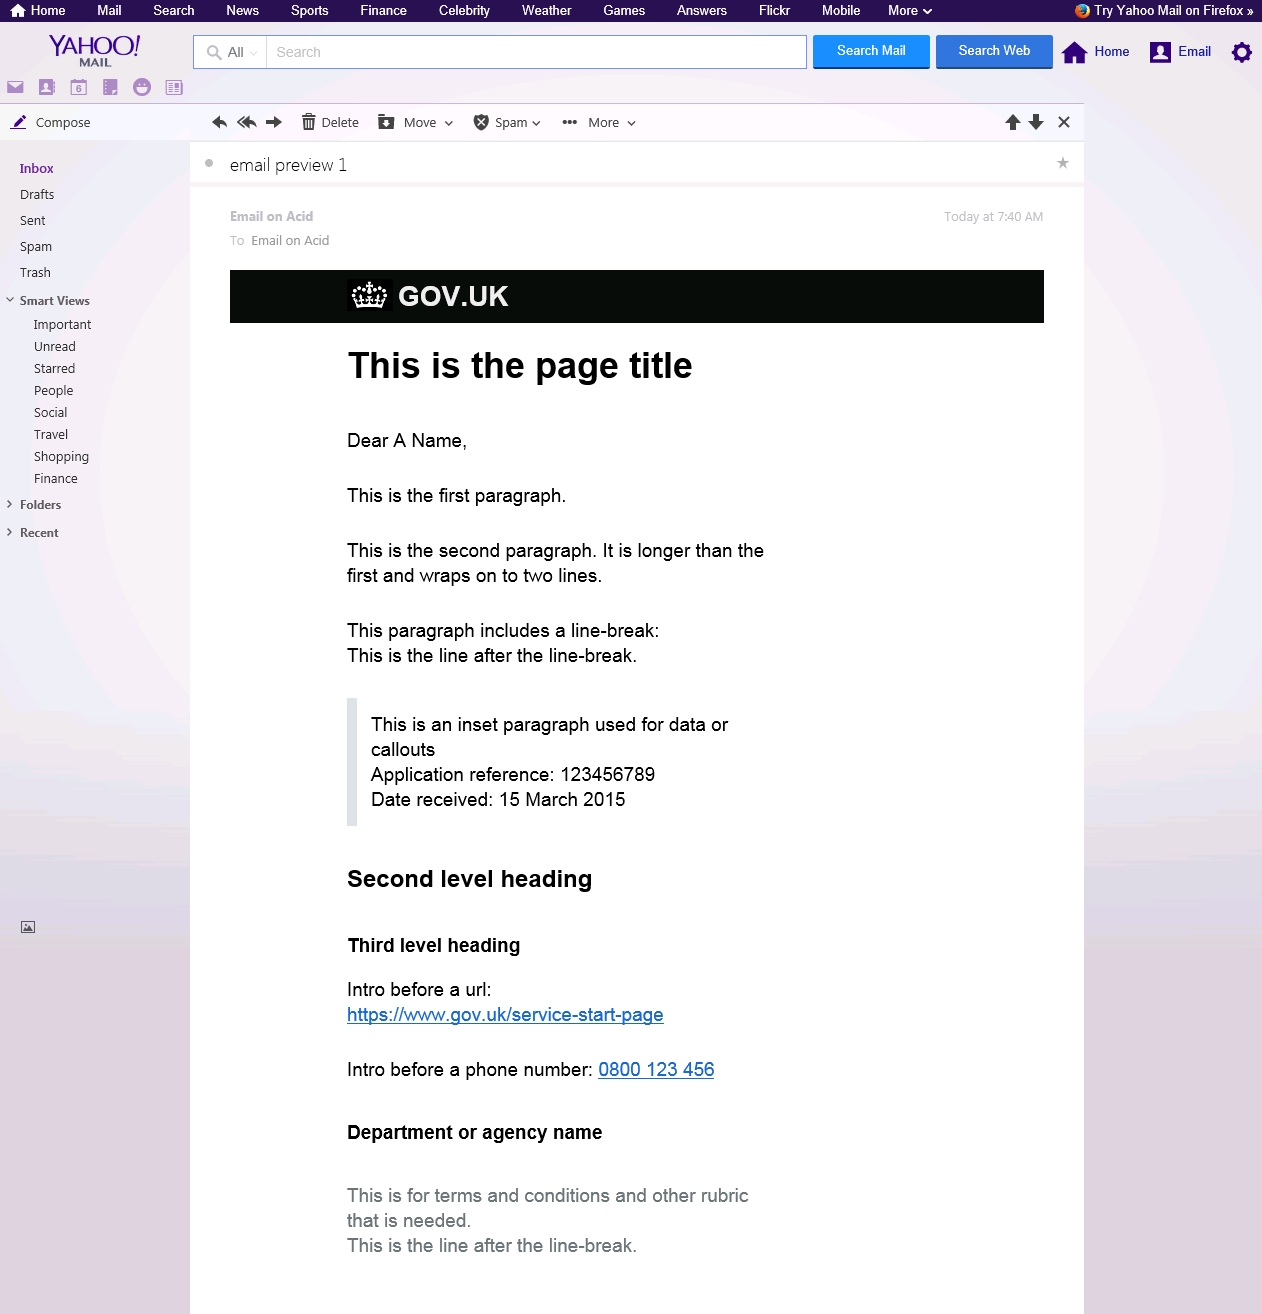 Home Mail Search News Sports Finance Celebrity Weather Games Answers Flickr Mobile More Try Yahoo Mail on Firefox »
YAHOO!
MAIL
All Search Search Mail Search Web Home Email
6
Compose Delete Move Spam More
email preview 1
Inbox
Drafts
Sent
Spam
Trash
Smart Views
Important
Unread
Starred
People
Social
Travel
Shopping
Finance
Folders
Recent
Email on Acid Today at 7:40 AM
To Email on Acid
GOV.UK
This is the page title
Dear A Name,
This is the first paragraph.
This is the second paragraph. It is longer than the
first and wraps on to two lines.
This paragraph includes a line-break:
This is the line after the line-break.
This is an inset paragraph used for data or
callouts
Application reference: 123456789
Date received: 15 March 2015
Second level heading
Third level heading
Intro before a url:
https://www.gov.uk/service-start-page
Intro before a phone number: 0800 123 456
Department or agency name
This is for terms and conditions and other rubric
that is needed.
This is the line after the line-break.